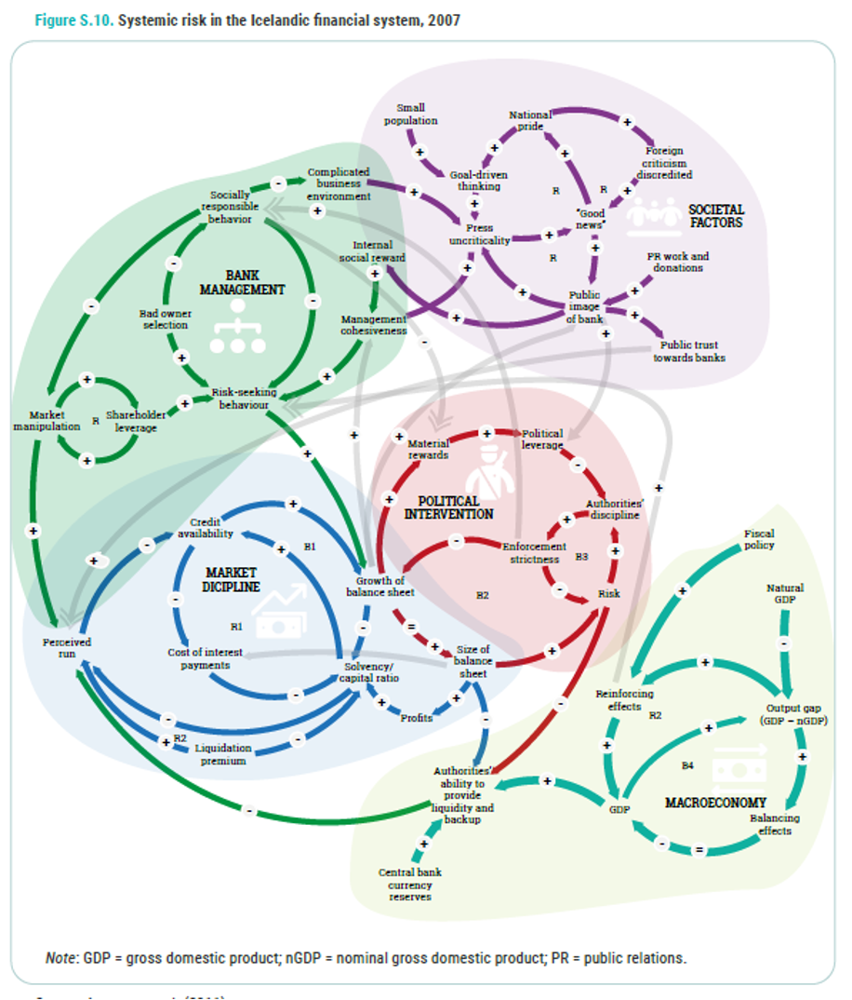 Figure S.10. Systemic risk in the Icelandic financial system, 2007
Small
population
National
pride
Foreign
criticism
discredited
Goal-driven
thinking
R
R
"Good
news"
SOCIETAL
FACTORS
Press
uncriticality
R
PR work and
donations
Public
image
of bank
Public trust
towards banks
Complicated
business
environment
Socially
responsible
behavior
Internal
social reward
BANK
MANAGEMENT
Bad owner
selection
Management
cohesiveness
Risk-seeking
behaviour
Market
manipulation
R
Shareholder
leverage
Material
rewards
Political
leverage
POLITICAL
INTERVENTION
Authorities'
discipline
Enforcement
strictness
B3
B2
Risk
Credit
availability
B1
MARKET
DICIPLINE
Growth of
balance sheet
R1
Perceived
run
Cost of interest
payments
Solvency/
capital ratio
Size of
balance
sheet
Profits
R2
Liquidation
premium
Fiscal
policy
Natural
GDP
Reinforcing
effects
R2
Output gap
(GDP – nGDP)
B4
MACROECONOMY
GDP
Balancing
effects
Authorities'
ability to
provide
liquidity and
backup
Central bank
currency
reserves
Note: GDP = gross domestic product; nGDP = nominal gross domestic product; PR = public relations.